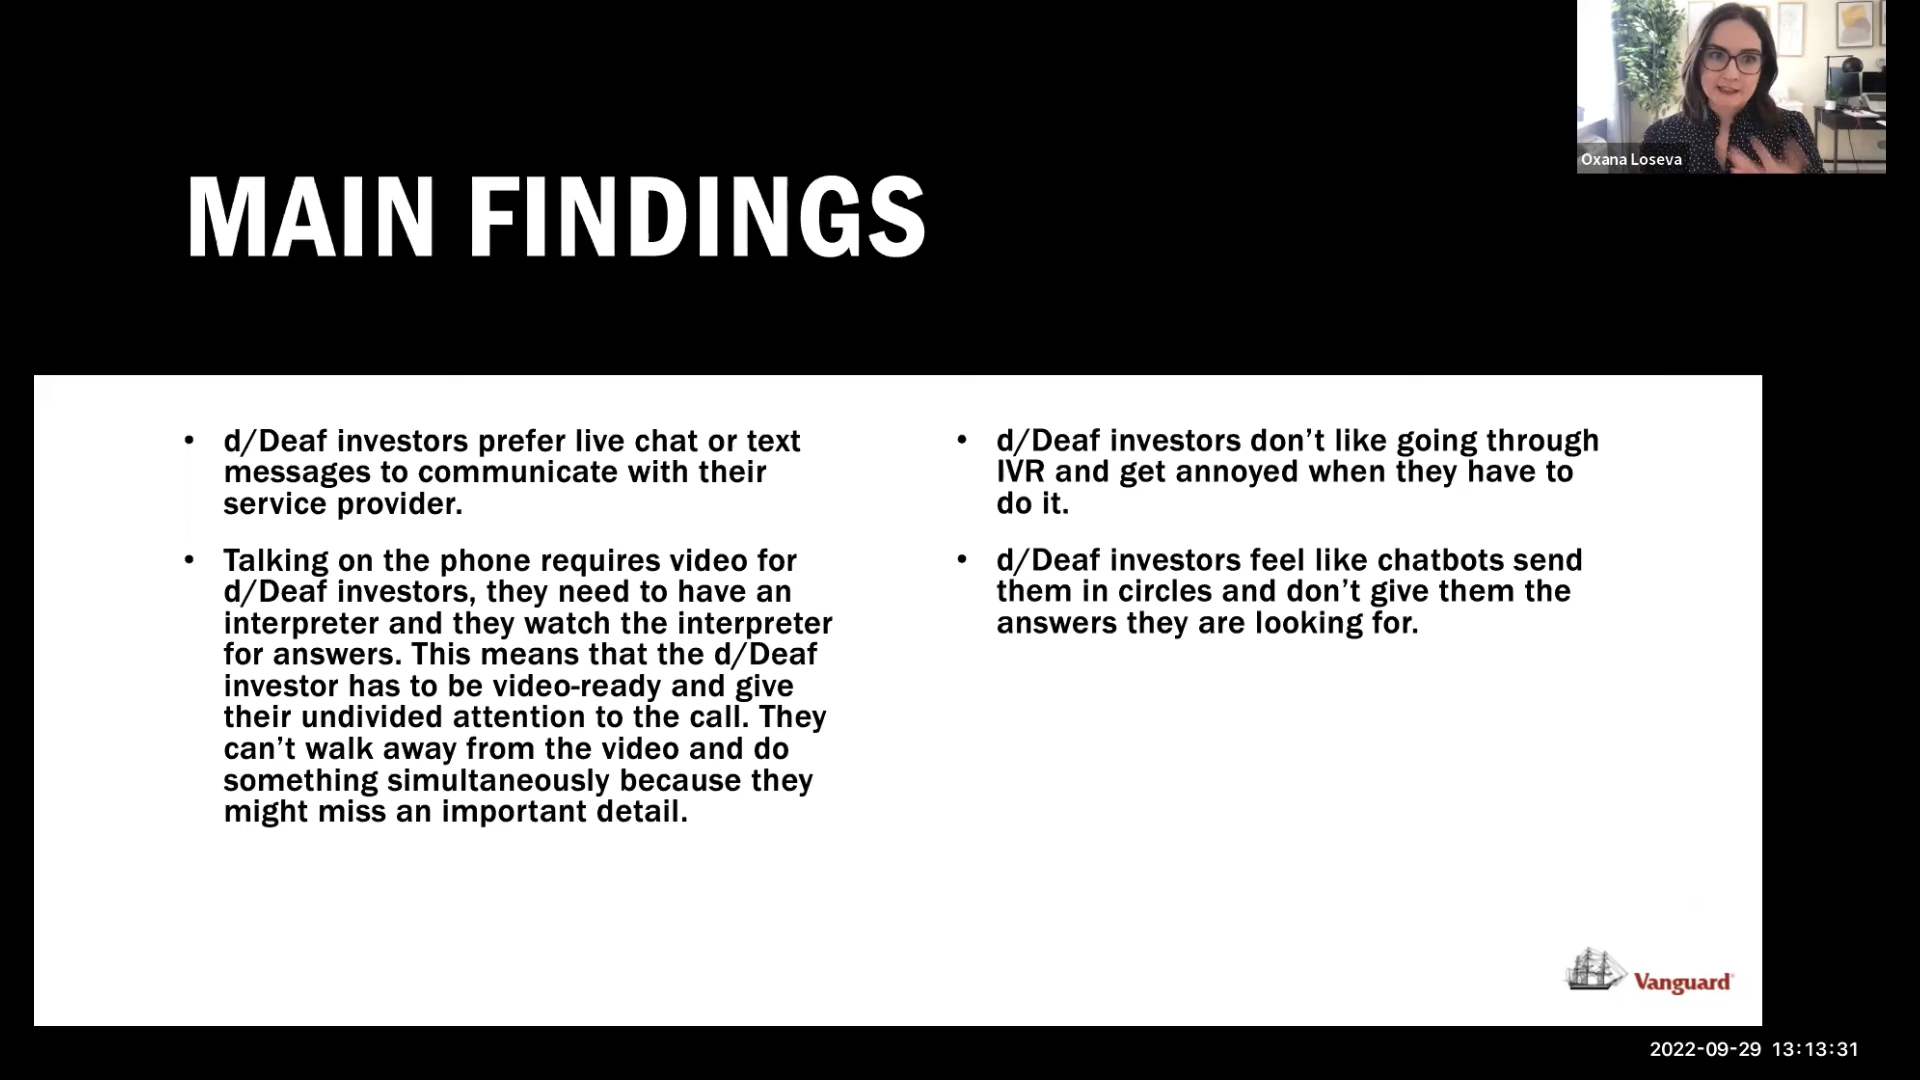 Oxana Loseva
MAIN FINDINGS
• d/Deaf investors prefer live chat or text
messages to communicate with their
service provider.
• Talking on the phone requires video for
d/Deaf investors, they need to have an
interpreter and they watch the interpreter
for answers. This means that the d/Deaf
investor has to be video-ready and give
their undivided attention to the call. They
can’t walk away from the video and do
something simultaneously because they
might miss an important detail.
• d/Deaf investors don’t like going through
IVR and get annoyed when they have to
do it.
• d/Deaf investors feel like chatbots send
them in circles and don’t give them the
answers they are looking for.
Vanguard
2022-09-29 13:13:31